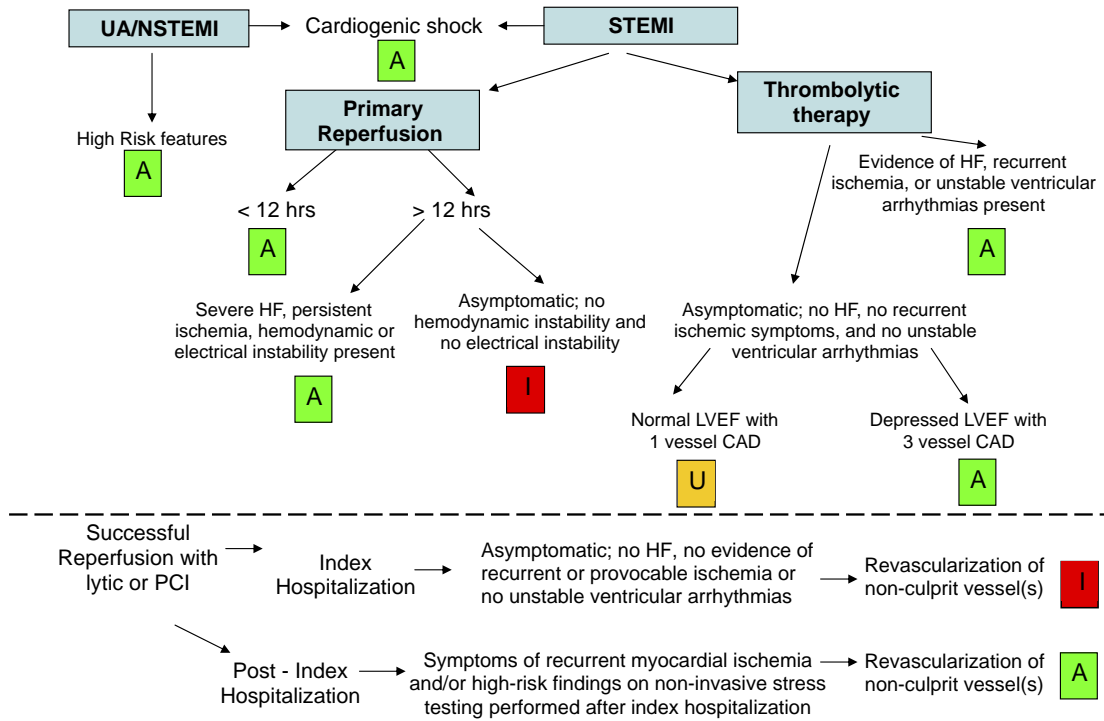 UA/NSTEMI
Cardiogenic shock
A
STEMI
High Risk features
A
Primary
Reperfusion
Thrombolytic
therapy
< 12 hrs
A
> 12 hrs
Severe HF, persistent
ischemia, hemodynamic or
electrical instability present
A
Asymptomatic; no
hemodynamic instability and
no electrical instability
I
Evidence of HF, recurrent
ischemia, or unstable ventricular
arrhythmias present
A
Asymptomatic; no HF, no recurrent
ischemic symptoms, and no unstable
ventricular arrhythmias
Normal LVEF with
1 vessel CAD
U
Depressed LVEF with
3 vessel CAD
A
Successful
Reperfusion with
lytic or PCI
Index
Hospitalization
Asymptomatic; no HF, no evidence of
recurrent or provocable ischemia or
no unstable ventricular arrhythmias
Revascularization of
non-culprit vessel(s)
I
Post - Index
Hospitalization
Symptoms of recurrent myocardial ischemia
and/or high-risk findings on non-invasive stress
testing performed after index hospitalization
Revascularization of
non-culprit vessel(s)
A